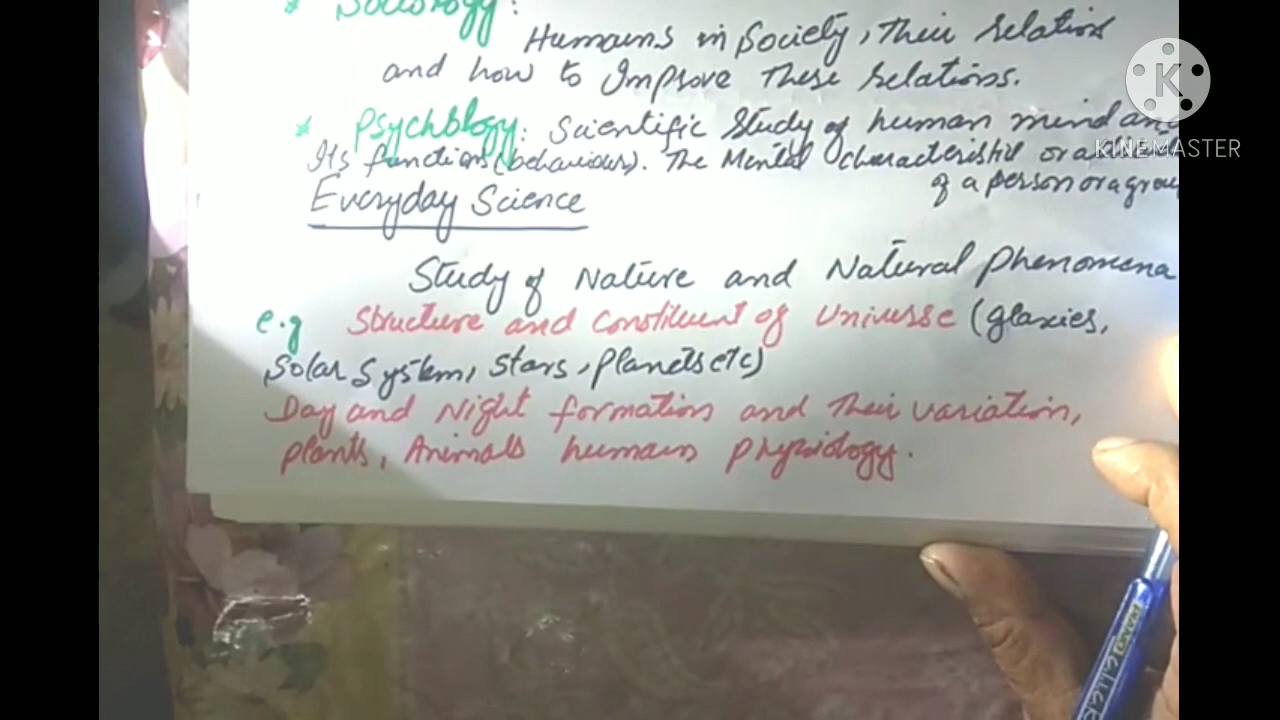 * Sociology:
Humans in Society, Their relations
and how to Improve These relations.
* Psychology: Scientific Study of human mind and
Its functions (behaviours). The Mental characteristics or
of a person or a group
Everyday Science
Study of Nature and Natural Phenomena
e.g Structure and Constituent of Universe (glaxies,
Solar System, Stars, Planets etc)
Day and Night formation and Their variation,
Plants, Animals humans physiology.
K
KINEMASTER
Piano